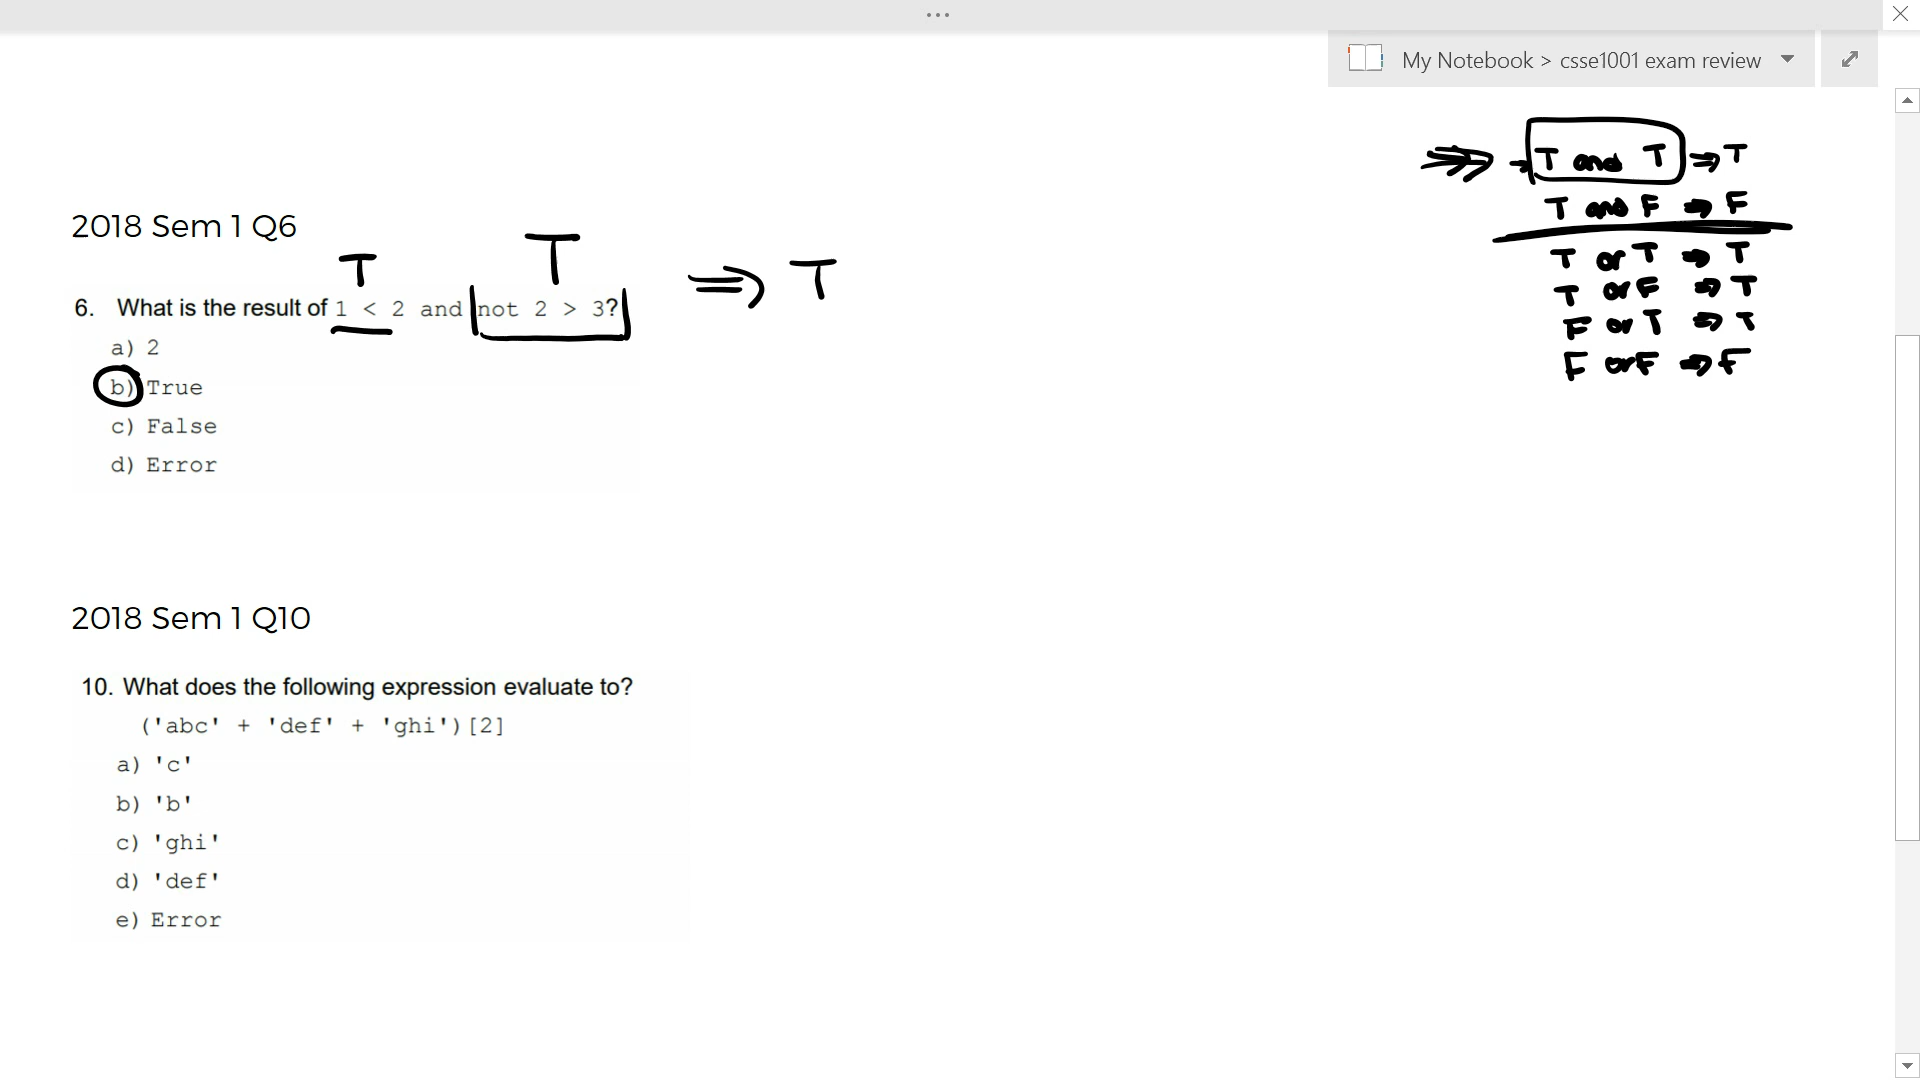 ...
My Notebook > csse1001 exam review
T and T ⇒ T
T and F ⇒ F
T or T ⇒ T
T or F ⇒ T
F or T ⇒ T
F or F ⇒ F
2018 Sem 1 Q6
T T ⇒ T
6. What is the result of 1 < 2 and not 2 > 3?
a) 2
b) True
c) False
d) Error
2018 Sem 1 Q10
10. What does the following expression evaluate to?
('abc' + 'def' + 'ghi')[2]
a) 'c'
b) 'b'
c) 'ghi'
d) 'def'
e) Error